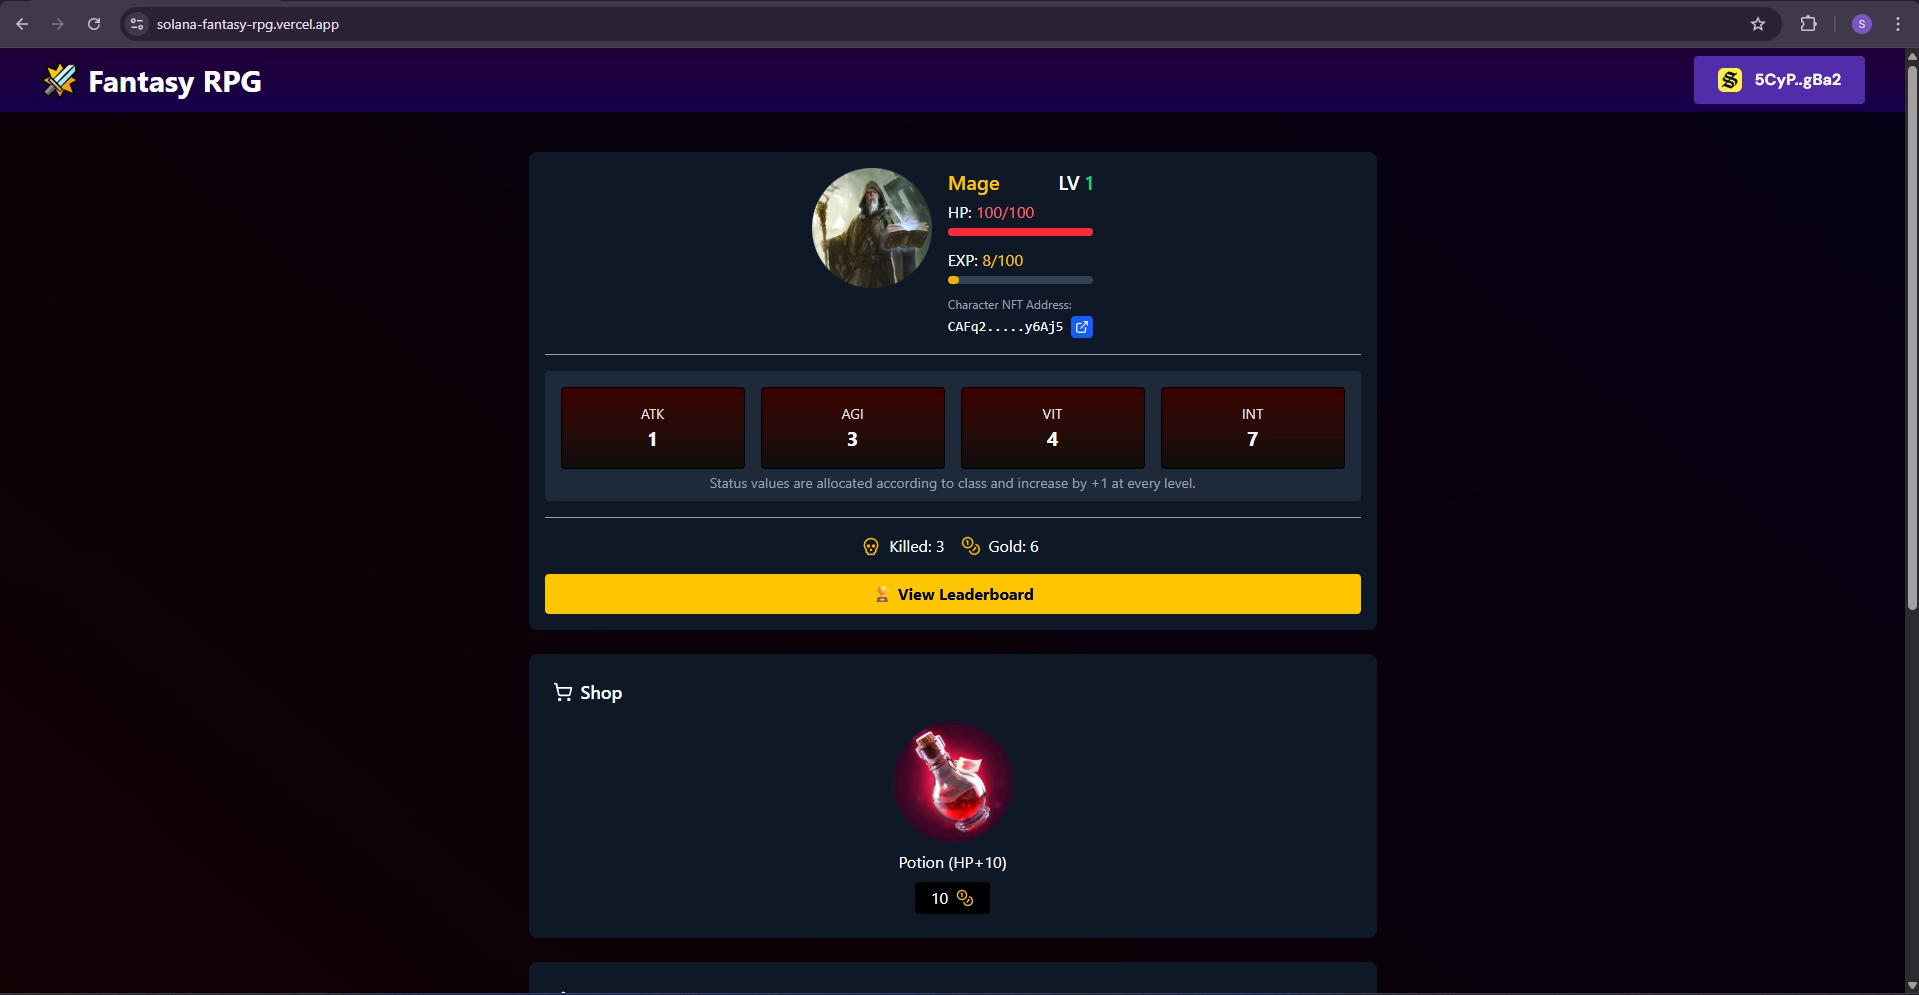 solana-fantasy-rpg.vercel.app
S
Fantasy RPG
5CyP..gBa2
Mage LV 1
HP: 100/100
EXP: 8/100
Character NFT Address:
CAFq2.....y6Aj5
ATK AGI VIT INT
1 3 4 7
Status values are allocated according to class and increase by +1 at every level.
Killed: 3 Gold: 6
View Leaderboard
Shop
Potion (HP+10)
10